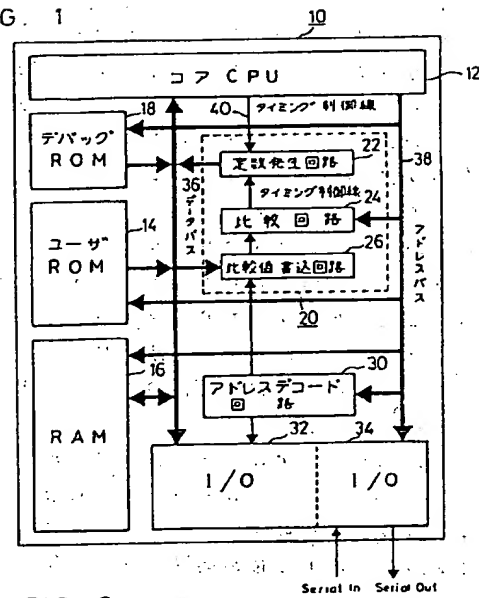 G. 1
10
コア CPU
12
40
タイミング制御線
18
デバッグ
ROM
22
定数発生回路
38
36
データバス
タイミング制御線
24
比較回路
14
ユーザ
ROM
26
比較値書込回路
アドレスバス
20
16
RAM
30
アドレスデコード
回路
32
34
I/O
I/O
Serial In Serial Out